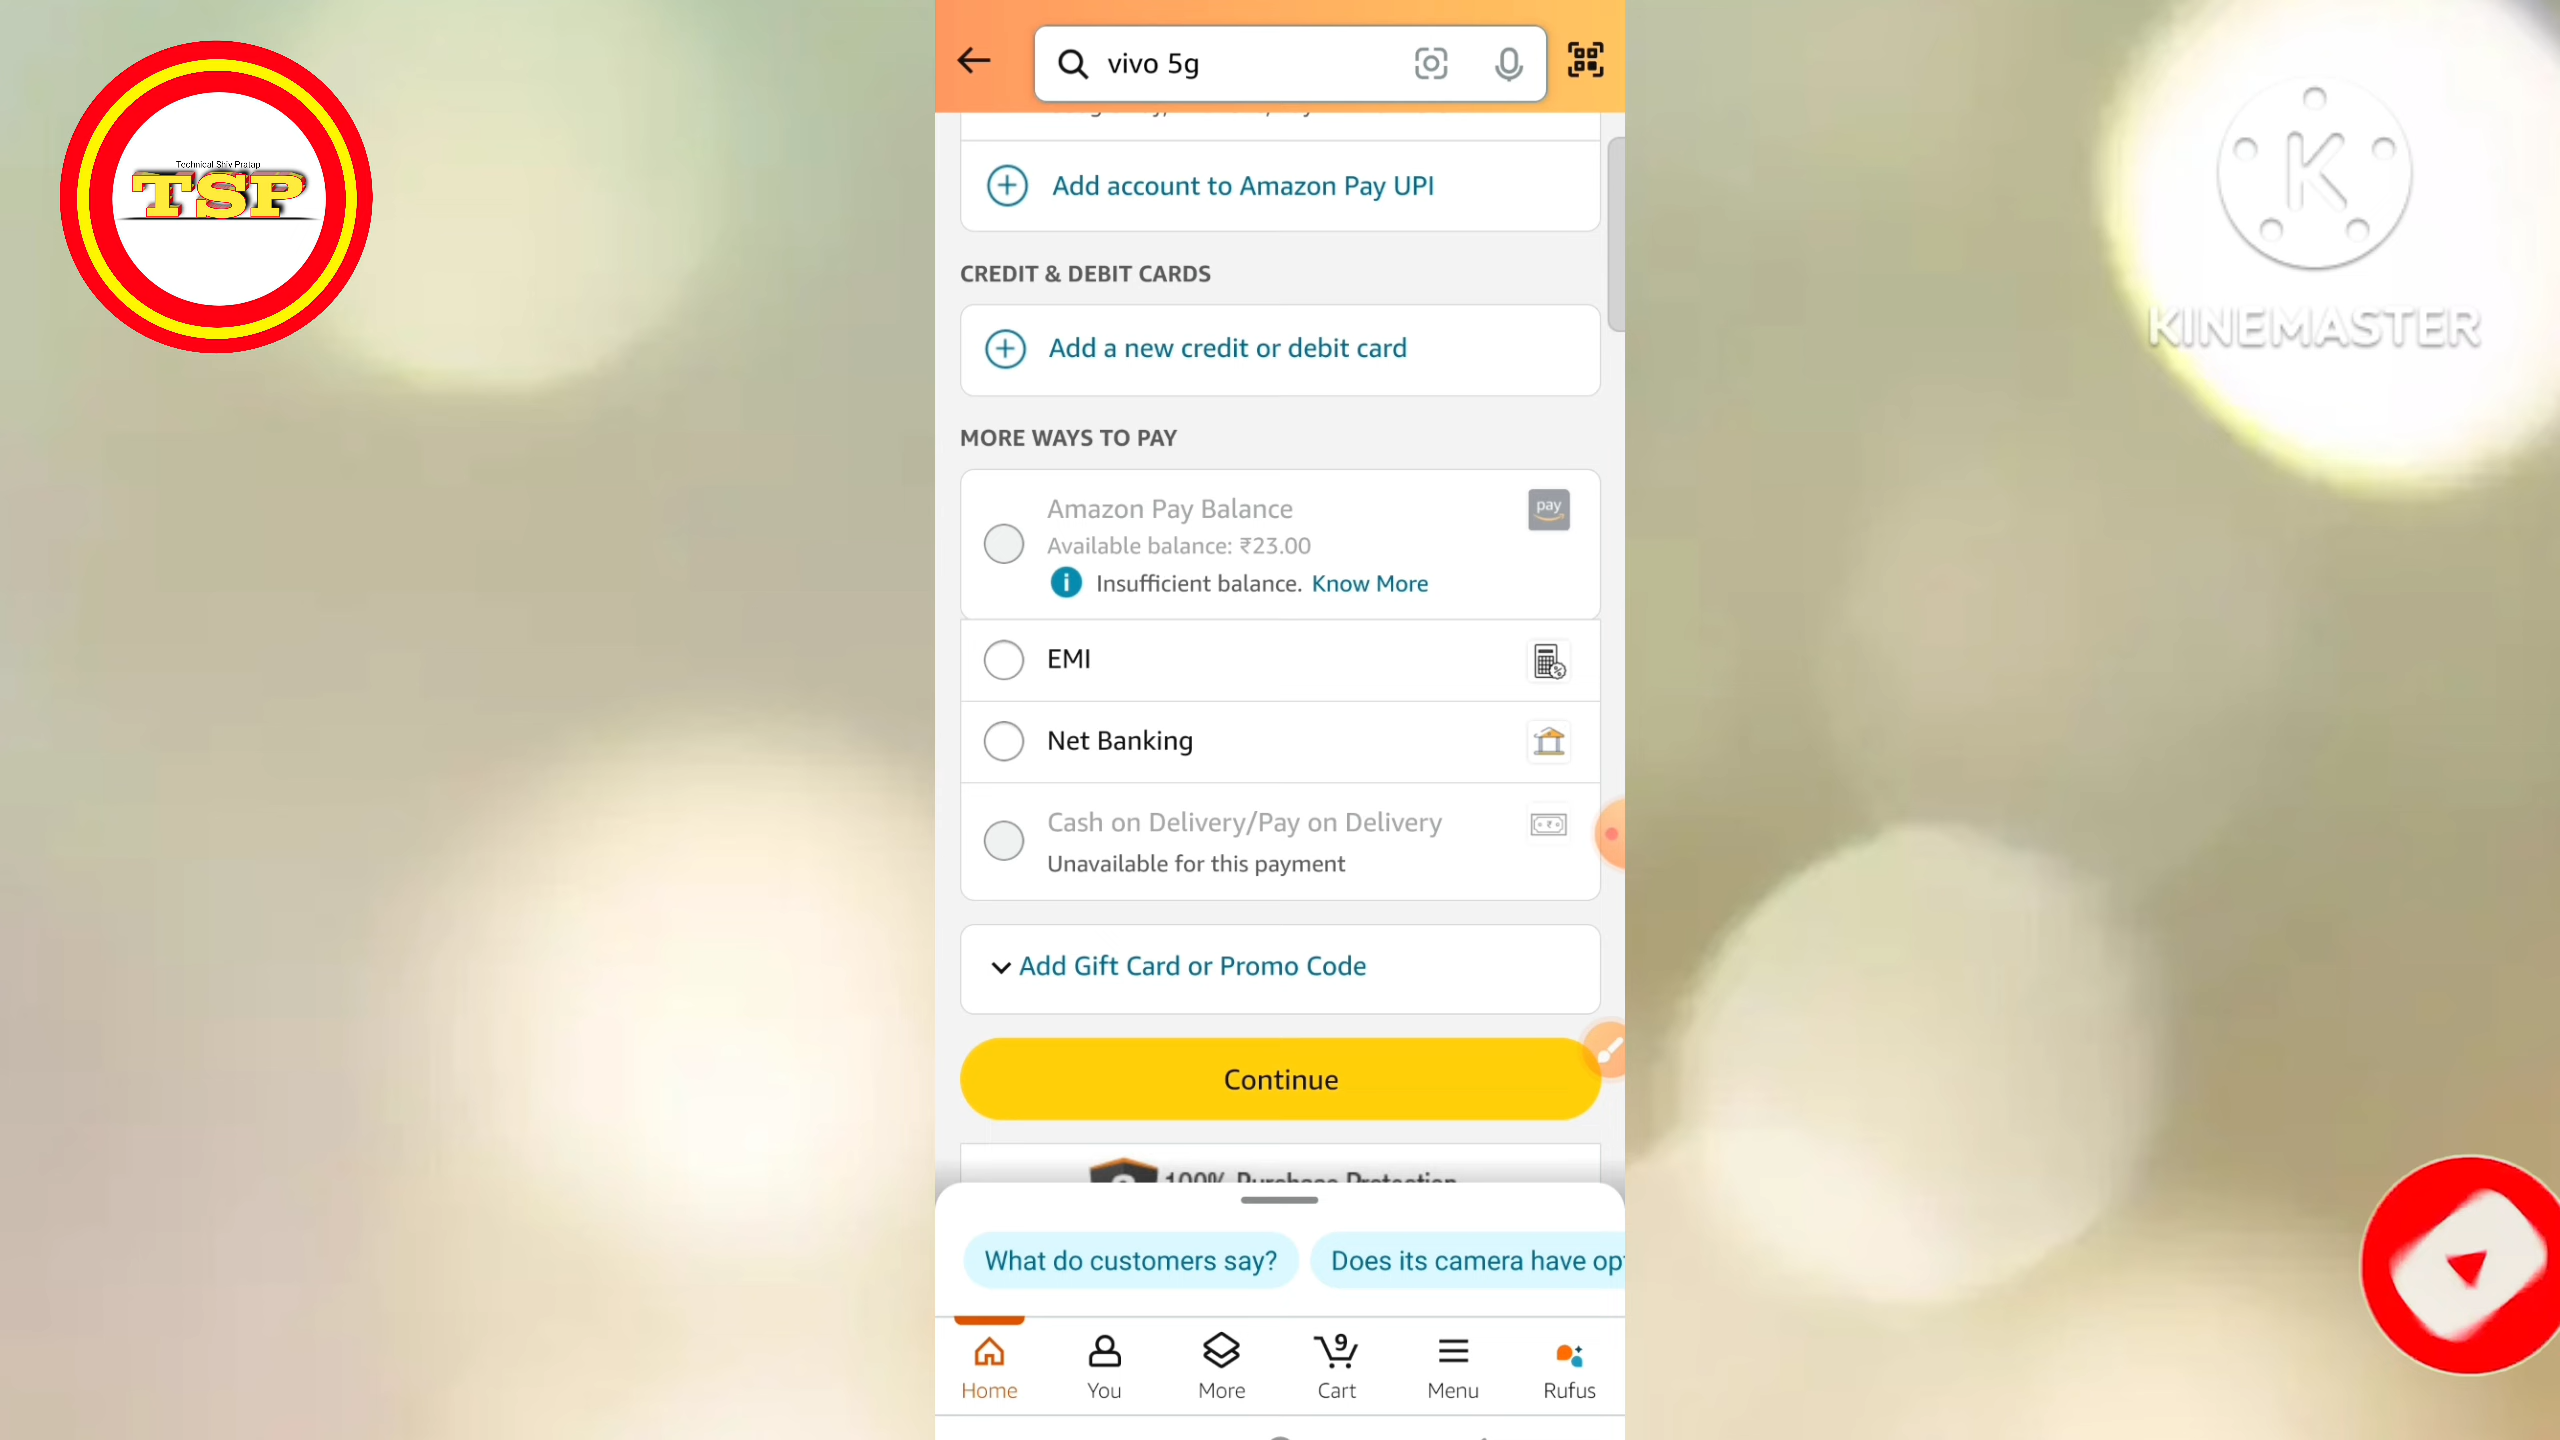 Technical Shiv Pratap
TSP
K
KINEMASTER
vivo 5g
Add account to Amazon Pay UPI
CREDIT & DEBIT CARDS
Add a new credit or debit card
MORE WAYS TO PAY
Amazon Pay Balance
pay
Available balance: ₹23.00
Insufficient balance. Know More
EMI
Net Banking
Cash on Delivery/Pay on Delivery
Unavailable for this payment
Add Gift Card or Promo Code
Continue
100% Purchase Protection
What do customers say?
Does its camera have op
9
Home
You
More
Cart
Menu
Rufus